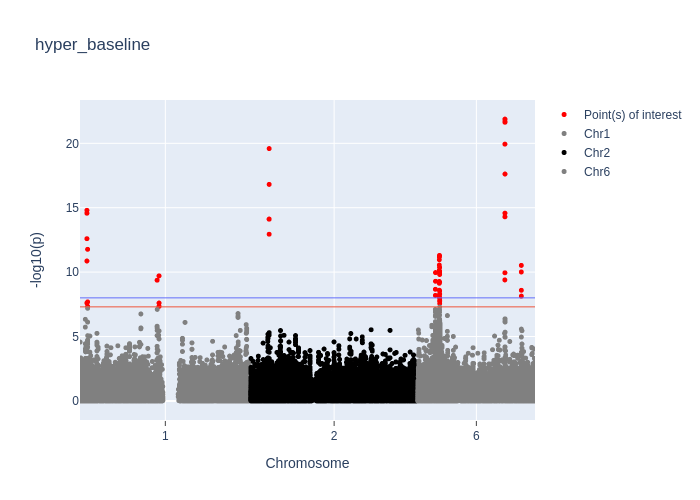 hyper_baseline
Point(s) of interest
Chr1
Chr2
Chr6
20
15
10
5
0
-log10(p)
1
2
6
Chromosome